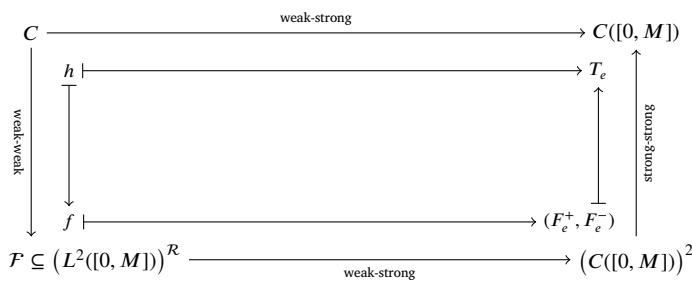 weak-strong
C C([0, M])
h T_e
weak-weak
strong-strong
f (F_e^+, F_e^-)
ℱ ⊆ (L^2([0, M]))^ℛ (C([0, M]))^2
weak-strong